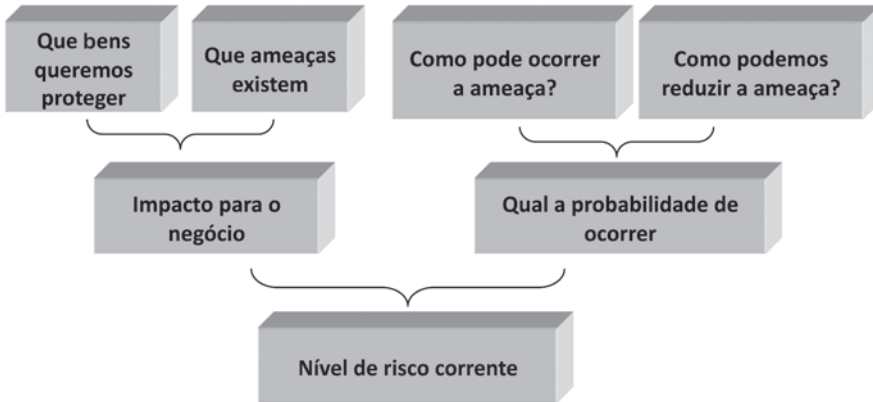 Que bens
queremos
proteger
Que ameaças
existem
Como pode ocorrer
a ameaça?
Como podemos
reduzir a ameaça?
Impacto para o
negócio
Qual a probabilidade de
ocorrer
Nível de risco corrente